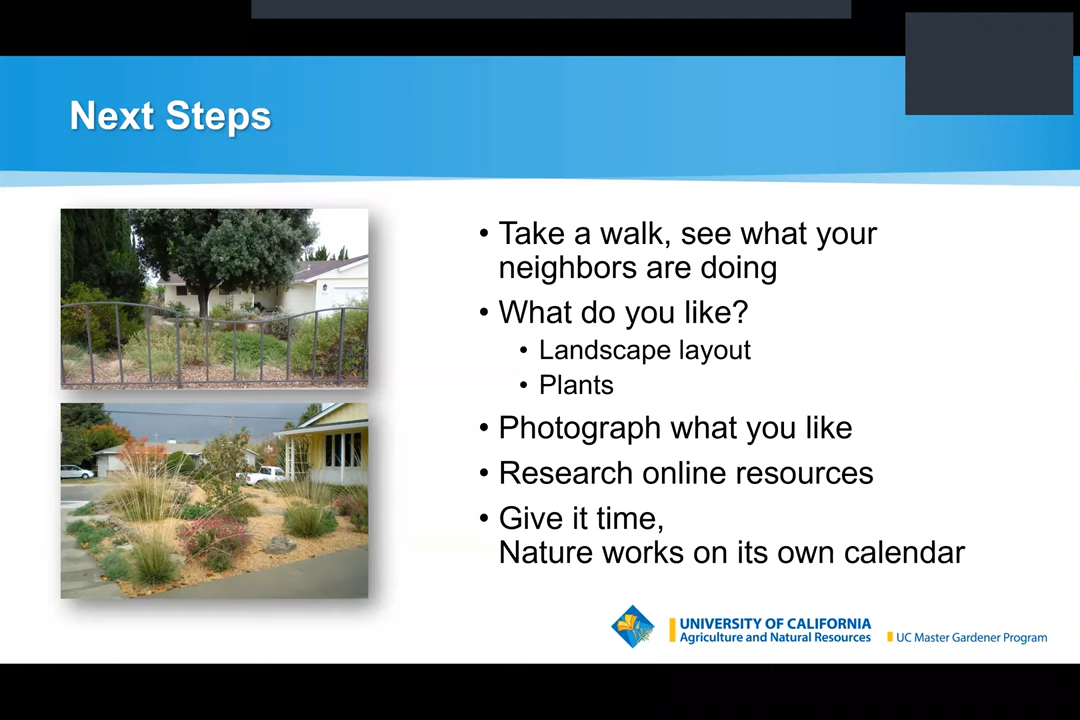 Next Steps
• Take a walk, see what your
neighbors are doing
• What do you like?
• Landscape layout
• Plants
• Photograph what you like
• Research online resources
• Give it time,
Nature works on its own calendar
UNIVERSITY OF CALIFORNIA
Agriculture and Natural Resources
UC Master Gardener Program